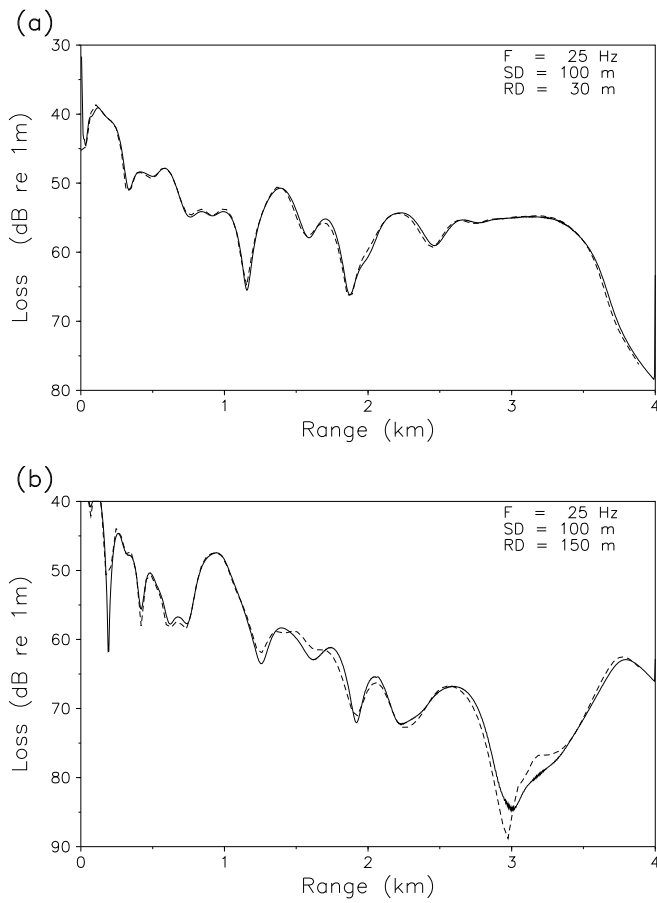 (a)
30
40
50
60
70
80
Loss (dB re 1m)
F = 25 Hz
SD = 100 m
RD = 30 m
0
1
2
3
4
Range (km)
(b)
40
50
60
70
80
90
Loss (dB re 1m)
F = 25 Hz
SD = 100 m
RD = 150 m
0
1
2
3
4
Range (km)